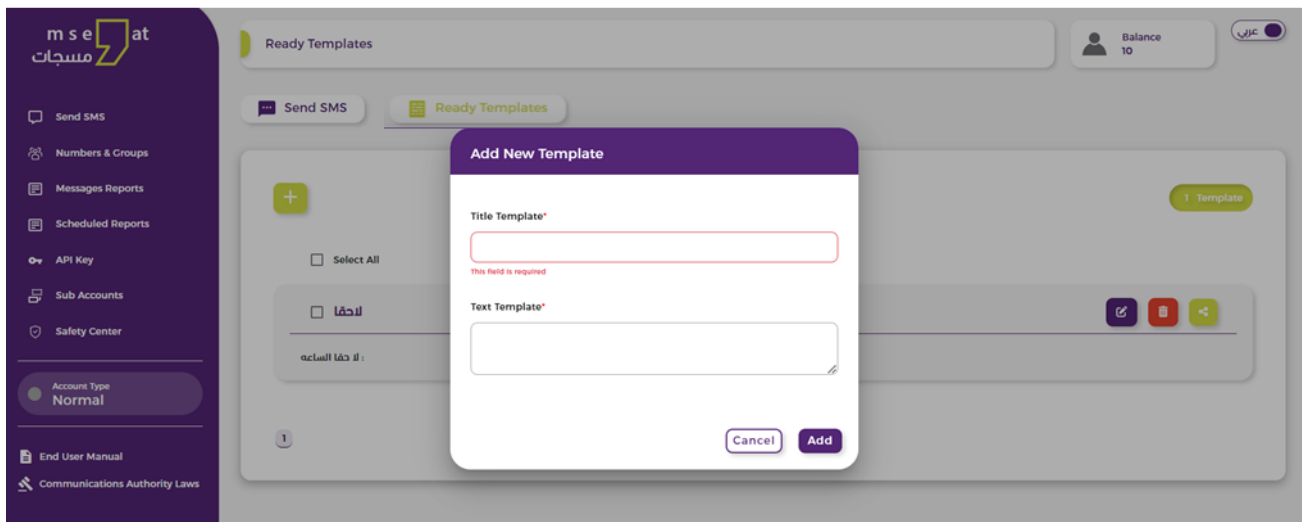 mse at
مسجات
Send SMS
Numbers & Groups
Messages Reports
Scheduled Reports
API Key
Sub Accounts
Safety Center
Account Type
Normal
End User Manual
Communications Authority Laws
Ready Templates
Balance
10
عربي
Send SMS
Ready Templates
1 Template
Select All
لاحقا
لا حقا الساعه :
1
Add New Template
Title Template*
This field is required
Text Template*
Cancel
Add